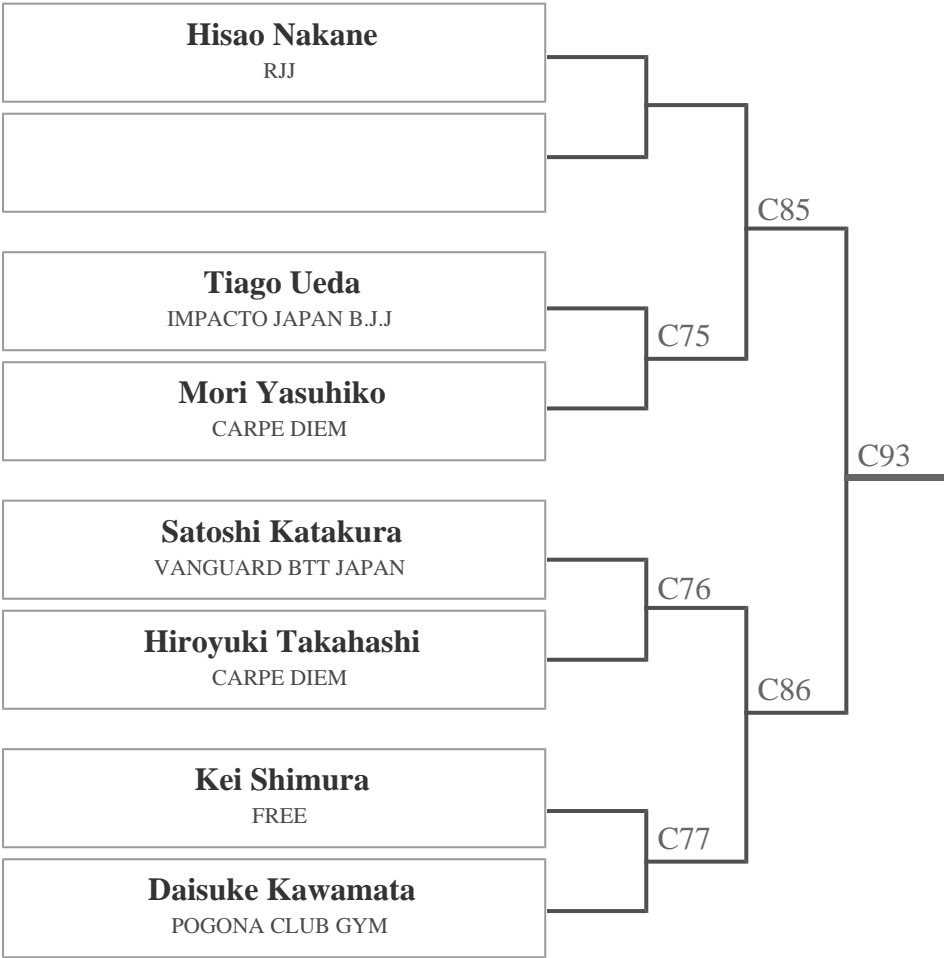 Hisao Nakane
RJJ
C85
Tiago Ueda
IMPACTO JAPAN B.J.J
C75
Mori Yasuhiko
CARPE DIEM
C93
Satoshi Katakura
VANGUARD BTT JAPAN
C76
Hiroyuki Takahashi
CARPE DIEM
C86
Kei Shimura
FREE
C77
Daisuke Kawamata
POGONA CLUB GYM